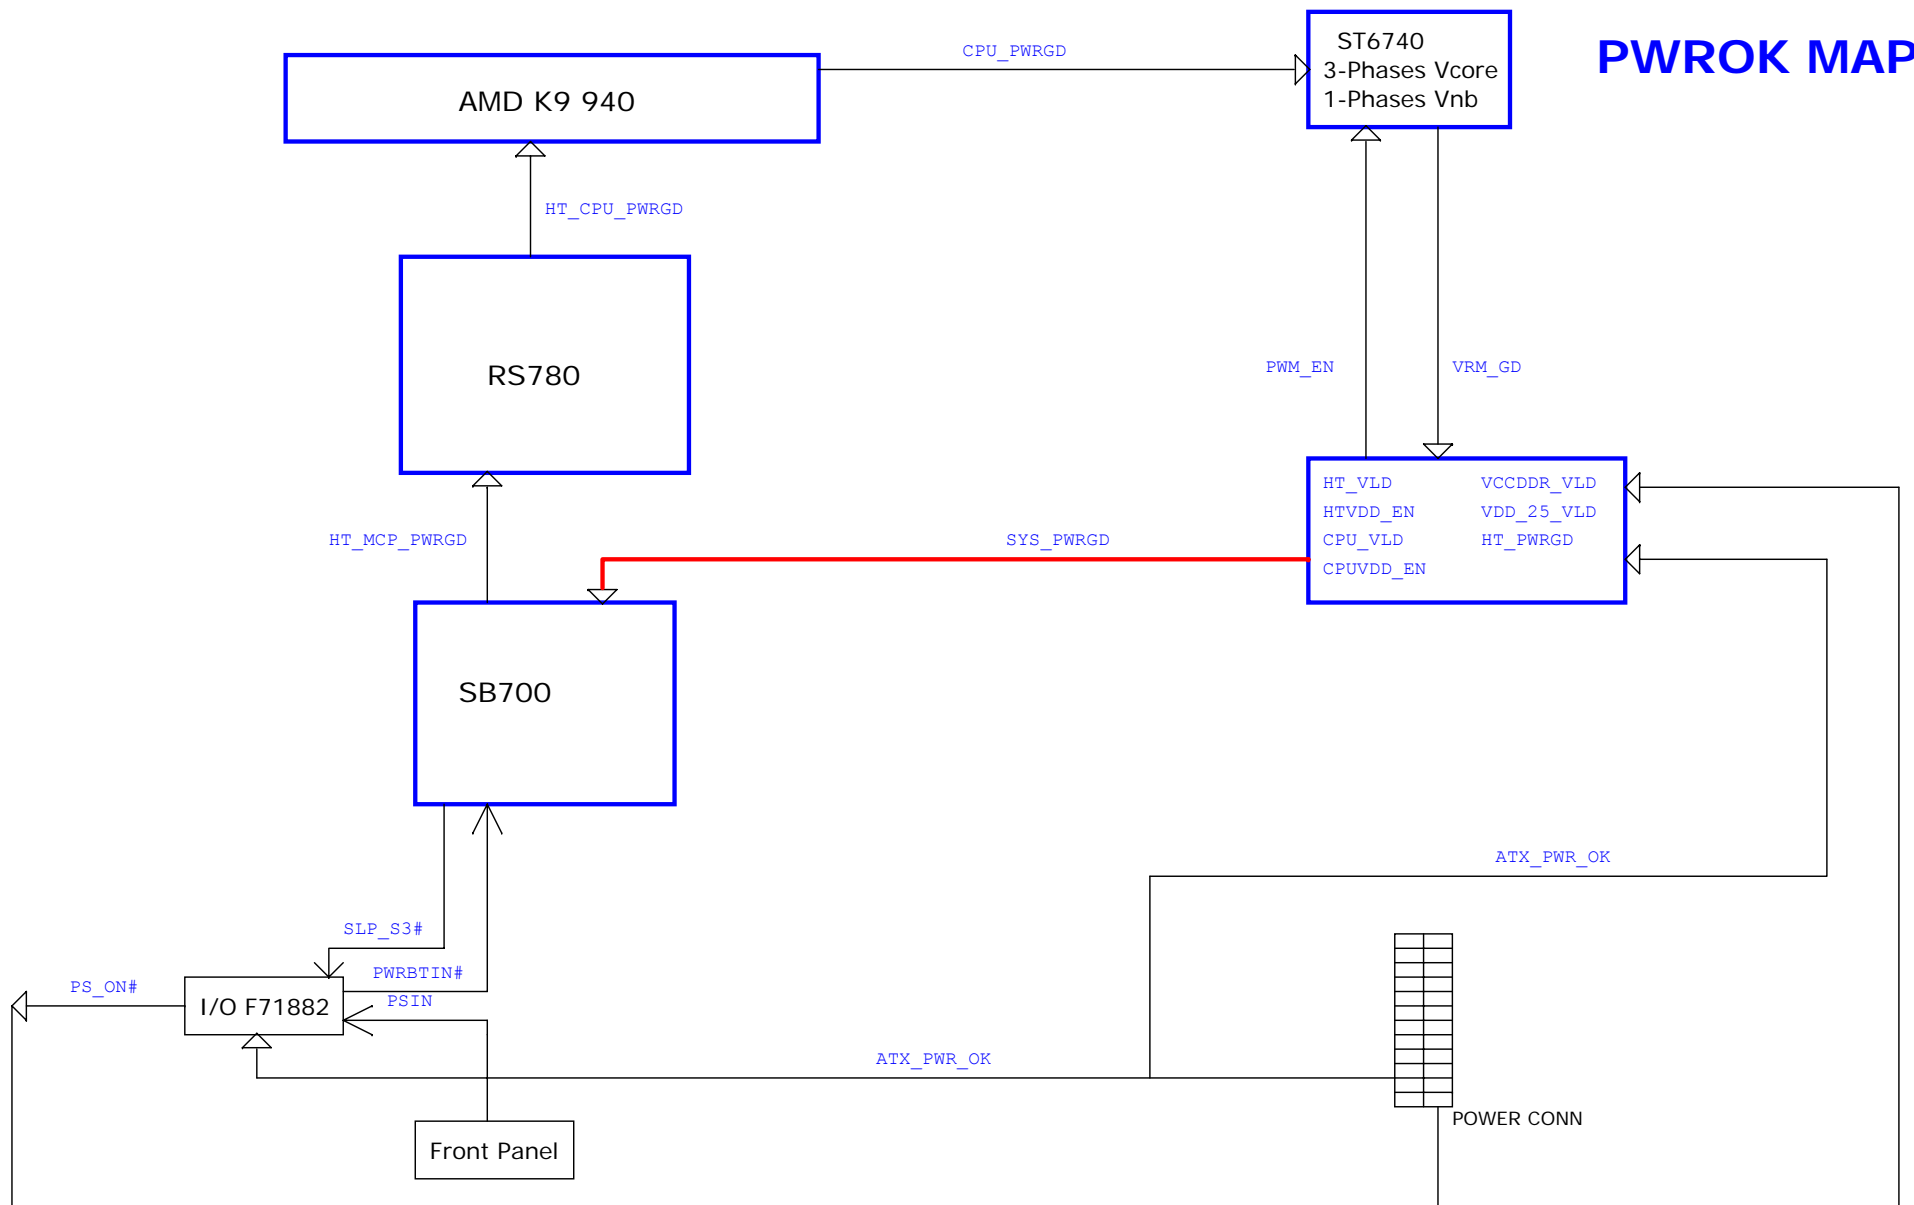 PWROK MAP
CPU_PWRGD
ST6740
3-Phases Vcore
1-Phases Vnb
AMD K9 940
HT_CPU_PWRGD
RS780
PWM_EN
VRM_GD
HT_VLD
VCCDDR_VLD
HTVDD_EN
VDD_25_VLD
CPU_VLD
HT_PWRGD
CPUVDD_EN
HT_MCP_PWRGD
SYS_PWRGD
SB700
ATX_PWR_OK
SLP_S3#
PWRBTIN#
PS_ON#
PSIN
I/O F71882
ATX_PWR_OK
POWER CONN
Front Panel